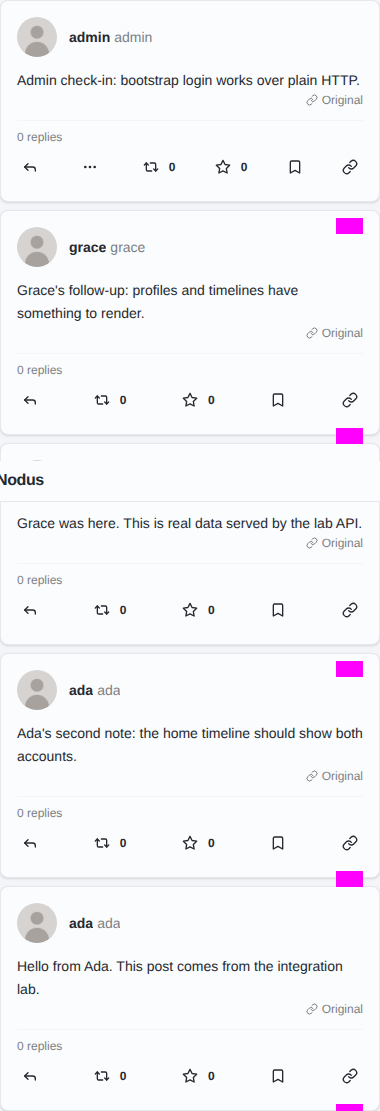 admin admin
Admin check-in: bootstrap login works over plain HTTP.
Original
0 replies
0
0
grace grace
Grace's follow-up: profiles and timelines have
something to render.
Original
0 replies
0
0
Nodus
Grace was here. This is real data served by the lab API.
Original
0 replies
0
0
ada ada
Ada's second note: the home timeline should show both
accounts.
Original
0 replies
0
0
ada ada
Hello from Ada. This post comes from the integration
lab.
Original
0 replies
0
0